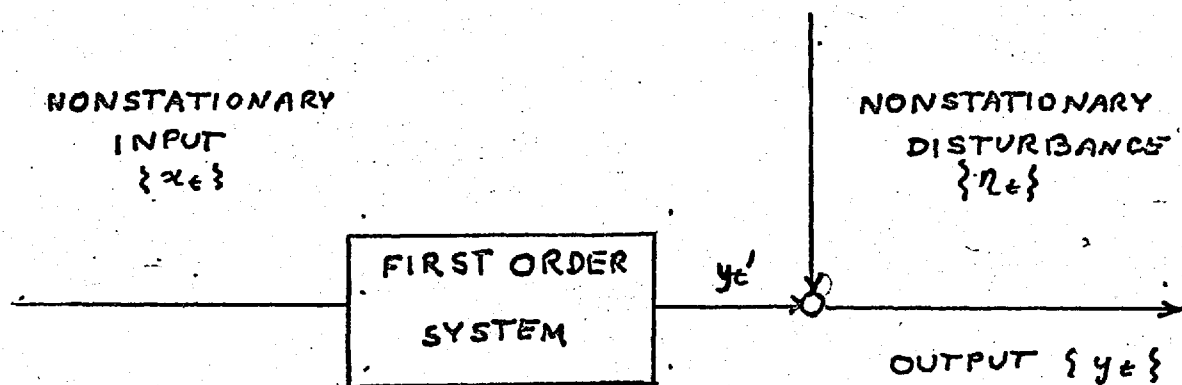 NONSTATIONARY
INPUT
{xt}
NONSTATIONARY
DISTURBANCE
{ηt}
FIRST ORDER
SYSTEM
yt'
OUTPUT {yt}